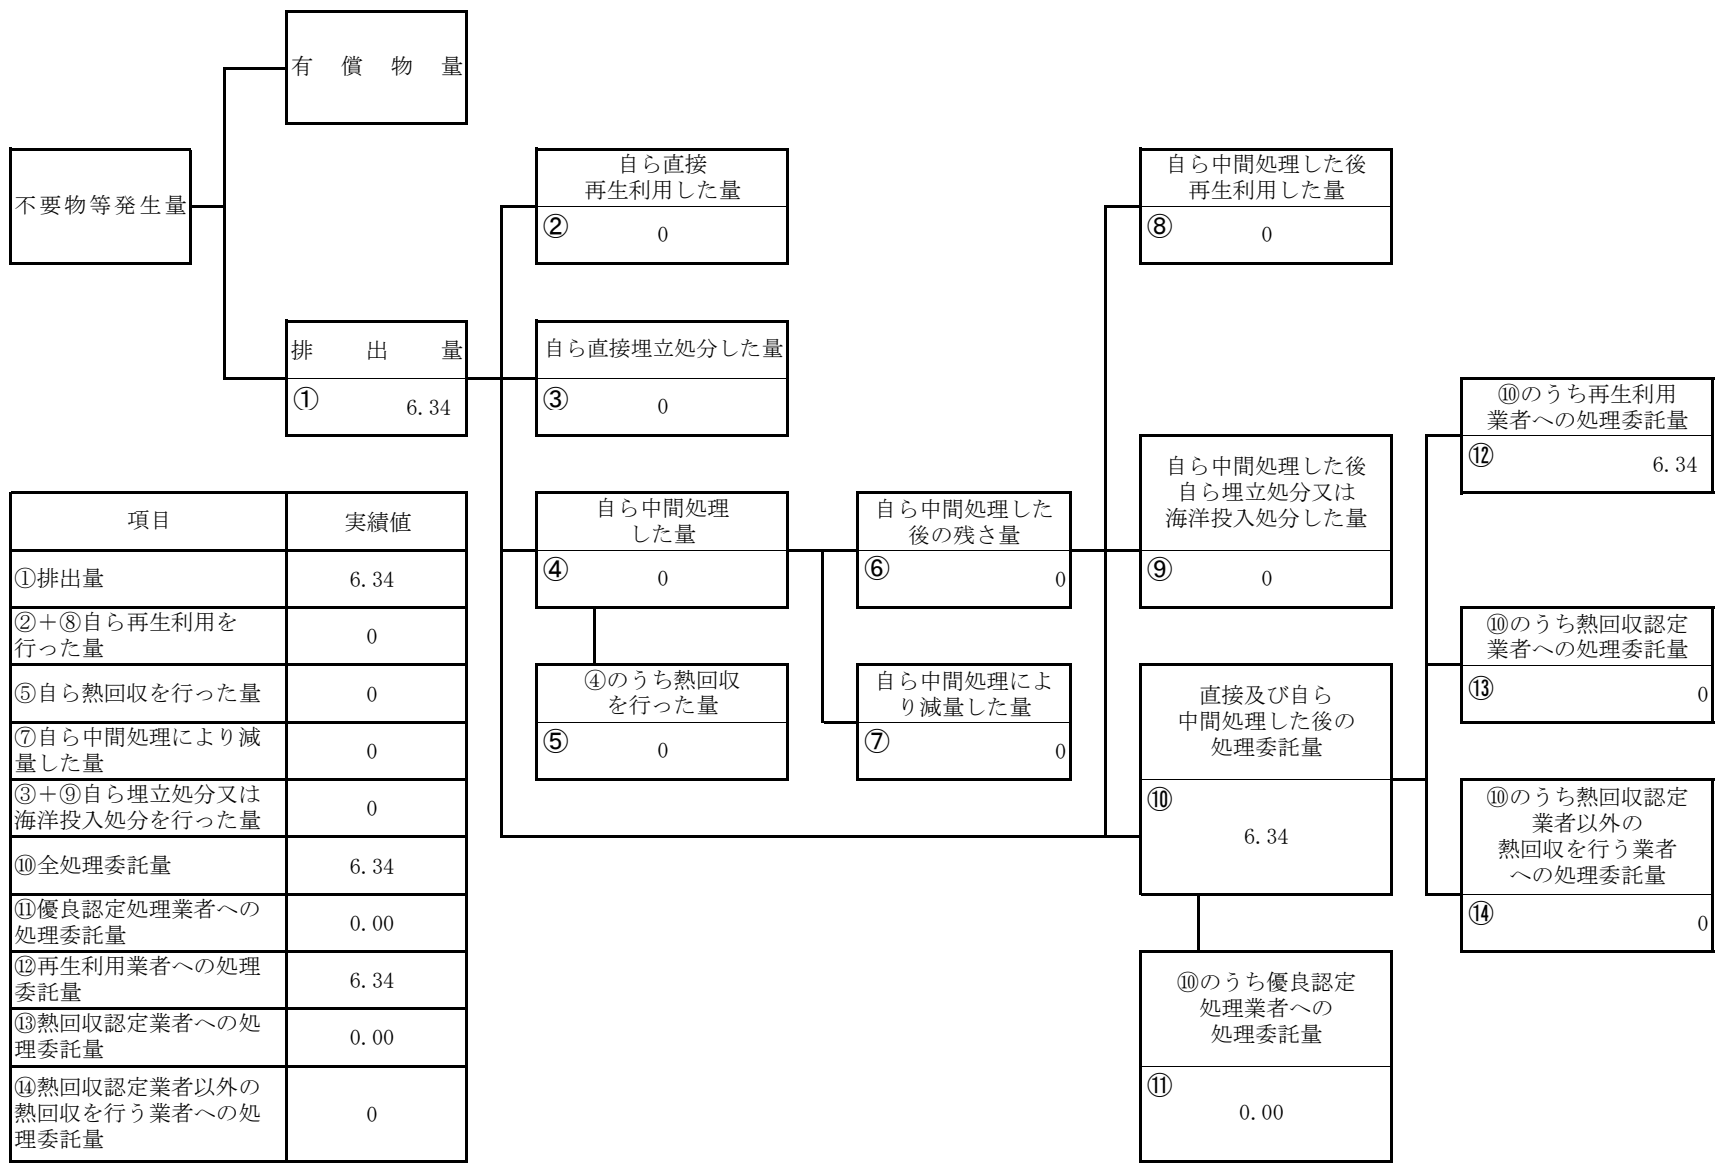 有償物量
不要物等発生量
排出量
①
6.34
自ら直接
再生利用した量
②
0
自ら直接埋立処分した量
③
0
自ら中間処理
した量
④
0
④のうち熱回収
を行った量
⑤
0
自ら中間処理した
後の残さ量
⑥
0
自ら中間処理によ
り減量した量
⑦
0
自ら中間処理した後
再生利用した量
⑧
0
自ら中間処理した後
自ら埋立処分又は
海洋投入処分した量
⑨
0
直接及び自ら
中間処理した後の
処理委託量
⑩
6.34
⑩のうち優良認定
処理業者への
処理委託量
⑪
0.00
⑩のうち再生利用
業者への処理委託量
⑫
6.34
⑩のうち熱回収認定
業者への処理委託量
⑬
0
⑩のうち熱回収認定
業者以外の
熱回収を行う業者
への処理委託量
⑭
0
項目 実績値
①排出量 6.34
②＋⑧自ら再生利用を
行った量 0
⑤自ら熱回収を行った量 0
⑦自ら中間処理により減
量した量 0
③＋⑨自ら埋立処分又は
海洋投入処分を行った量 0
⑩全処理委託量 6.34
⑪優良認定処理業者への
処理委託量 0.00
⑫再生利用業者への処理
委託量 6.34
⑬熱回収認定業者への処
理委託量 0.00
⑭熱回収認定業者以外の
熱回収を行う業者への処
理委託量 0